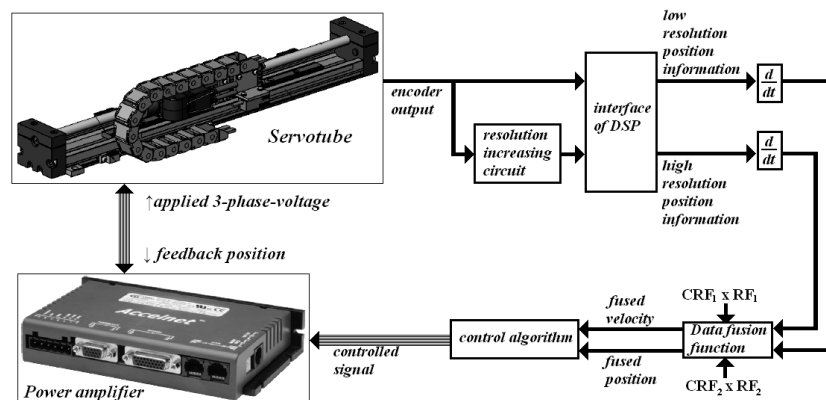 Servotube
encoder
output
resolution
increasing
circuit
interface
of DSP
low
resolution
position
information
d
dt
high
resolution
position
information
d
dt
↑applied 3-phase-voltage
↓ feedback position
Accelnet
Power amplifier
controlled
signal
control algorithm
fused
velocity
fused
position
CRF₁ x RF₁
Data fusion
function
CRF₂ x RF₂